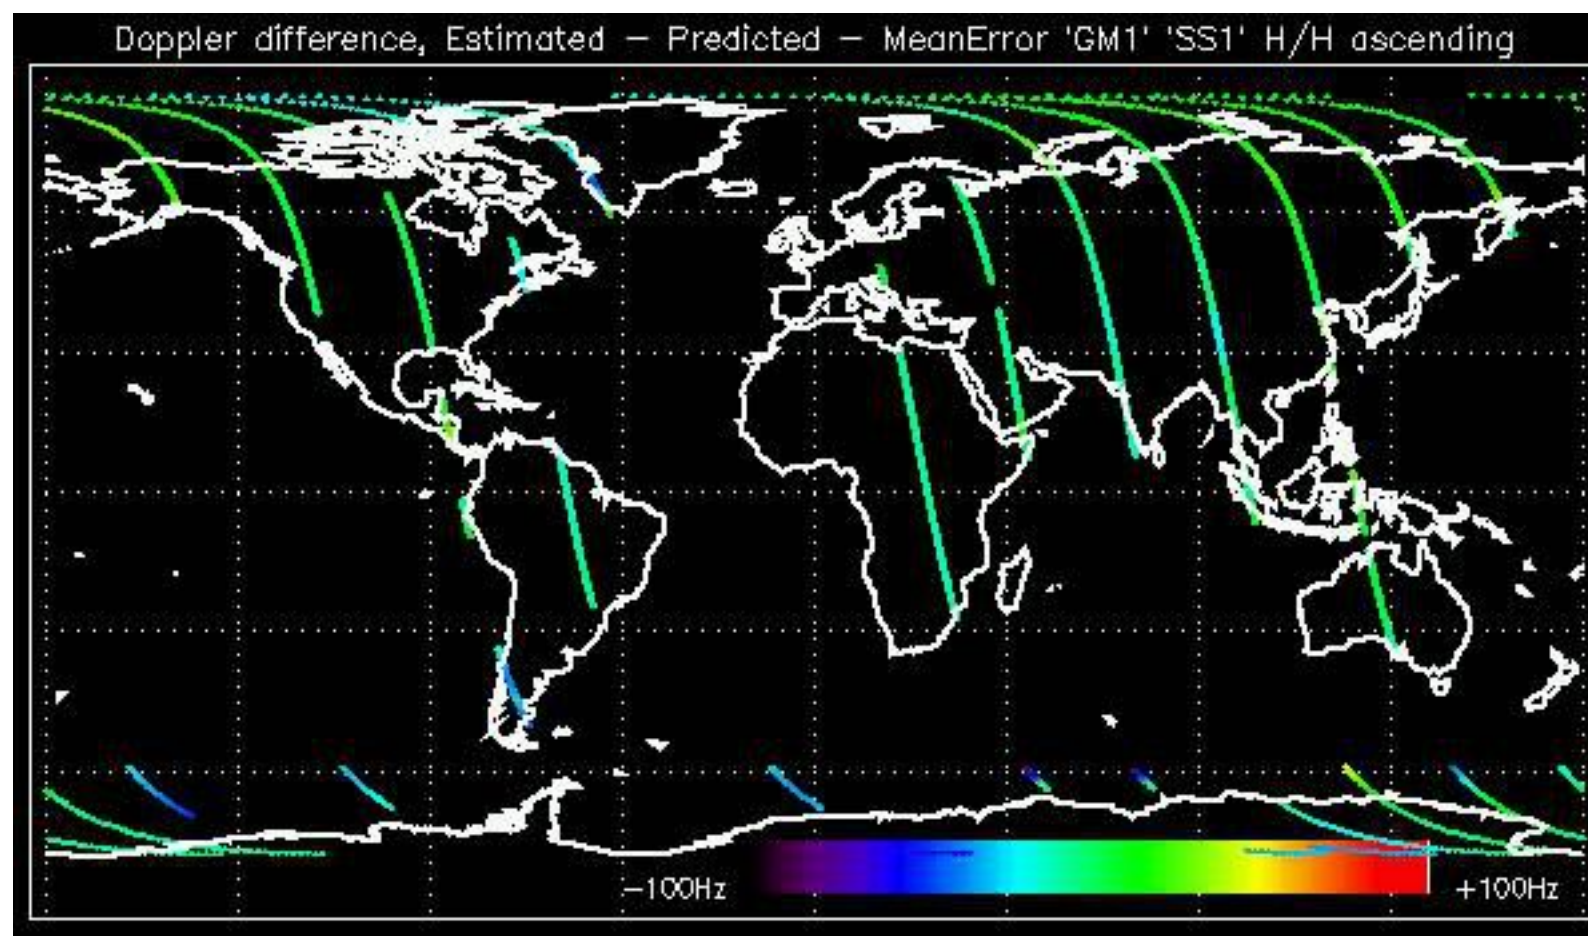 Doppler difference, Estimated – Predicted – MeanError 'GM1' 'SS1' H/H ascending
−100Hz
+100Hz